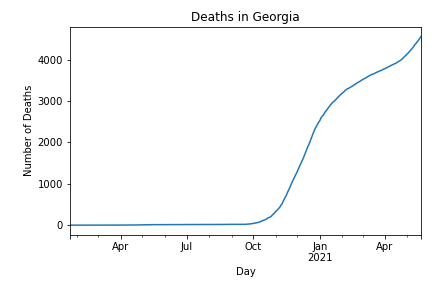 Deaths in Georgia
Number of Deaths
4000
3000
2000
1000
0
Apr Jul Oct Jan Apr
2021
Day